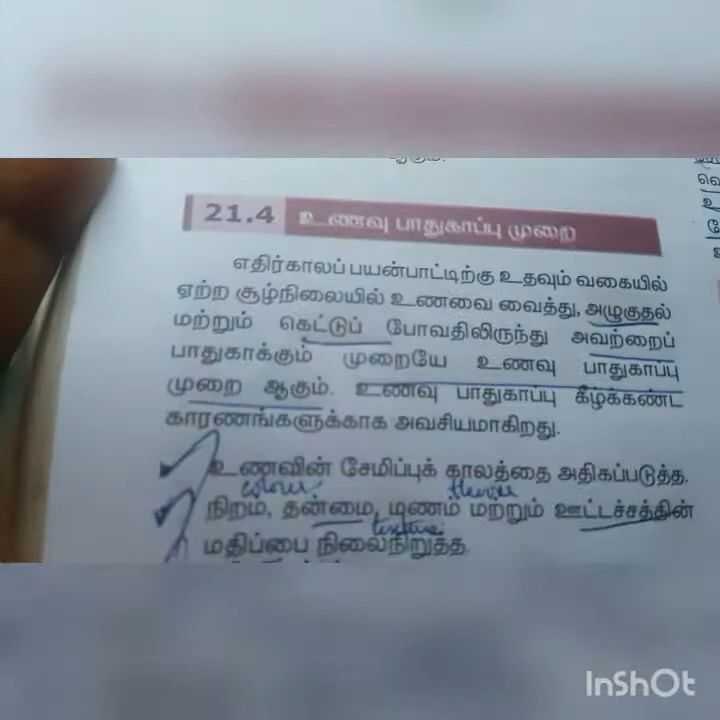 ஆகும்.
21.4 உணவு பாதுகாப்பு முறை
எதிர்காலப் பயன்பாட்டிற்கு உதவும் வகையில்
ஏற்ற சூழ்நிலையில் உணவை வைத்து, அழுகுதல்
மற்றும் கெட்டுப் போவதிலிருந்து அவற்றைப்
பாதுகாக்கும் முறையே உணவு பாதுகாப்பு
முறை ஆகும். உணவு பாதுகாப்பு கீழ்க்கண்ட
காரணங்களுக்காக அவசியமாகிறது.
உணவின் சேமிப்புக் காலத்தை அதிகப்படுத்த.
colour
நிறம், தன்மை, மணம் மற்றும் ஊட்டச்சத்தின்
texture
மதிப்பை நிலைநிறுத்த.
InShOt